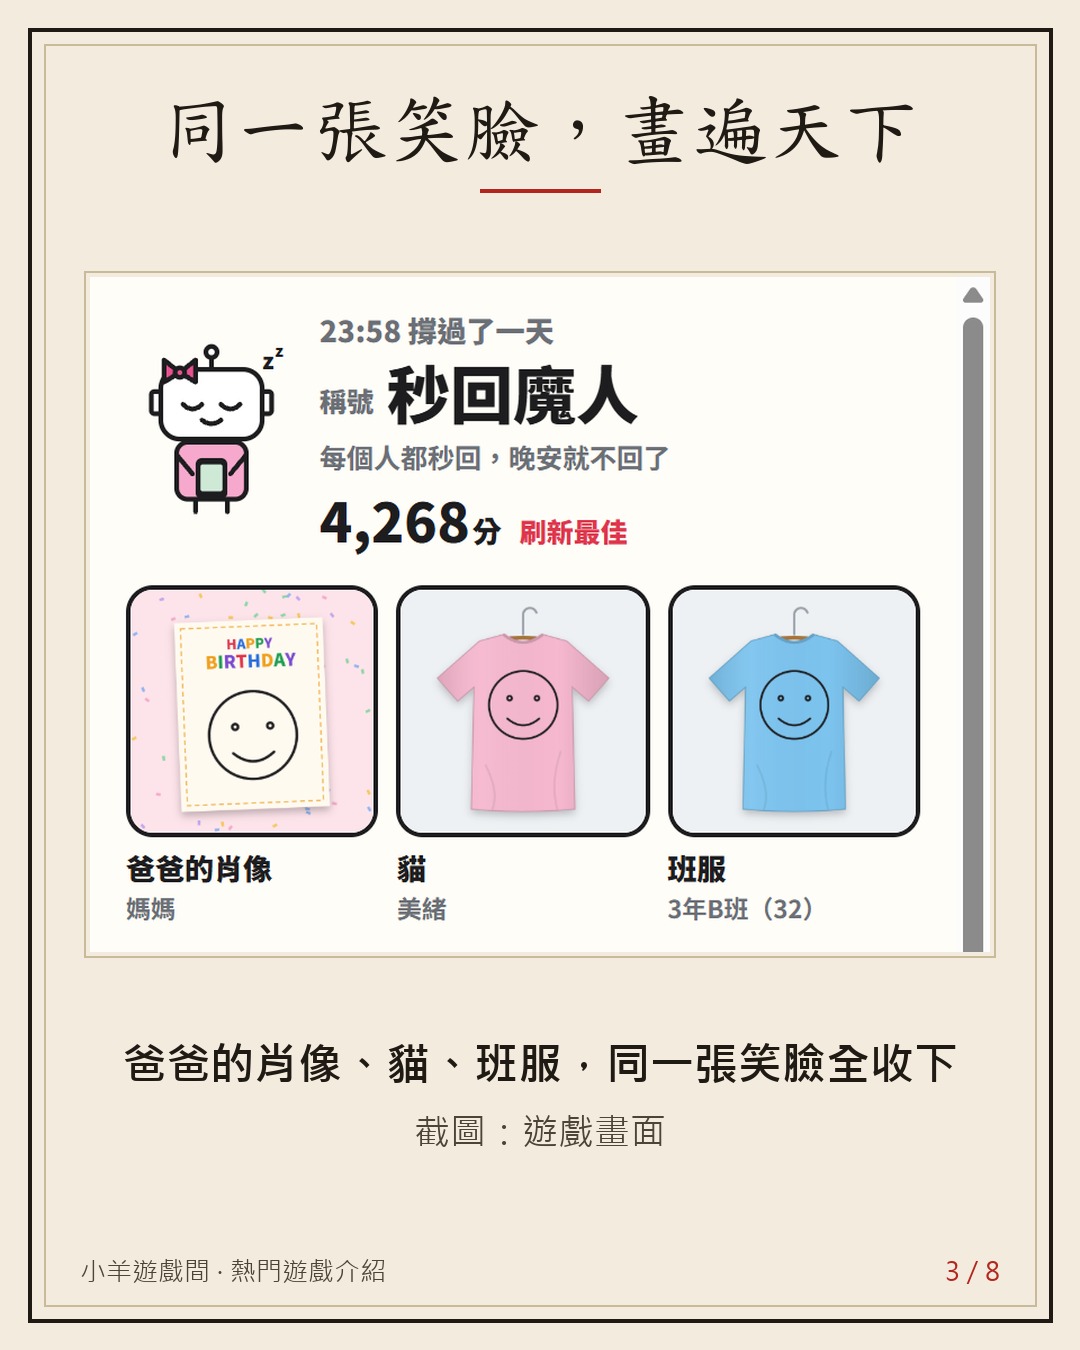 同一張笑臉，畫遍天下
23:58 撐過了一天
稱號 秒回魔人
每個人都秒回，晚安就不回了
4,268分 刷新最佳
zz
HAPPY
BIRTHDAY
爸爸的肖像
媽媽
貓
美緒
班服
3年B班（32）
爸爸的肖像、貓、班服，同一張笑臉全收下
截圖：遊戲畫面
小羊遊戲間 · 熱門遊戲介紹
3 / 8